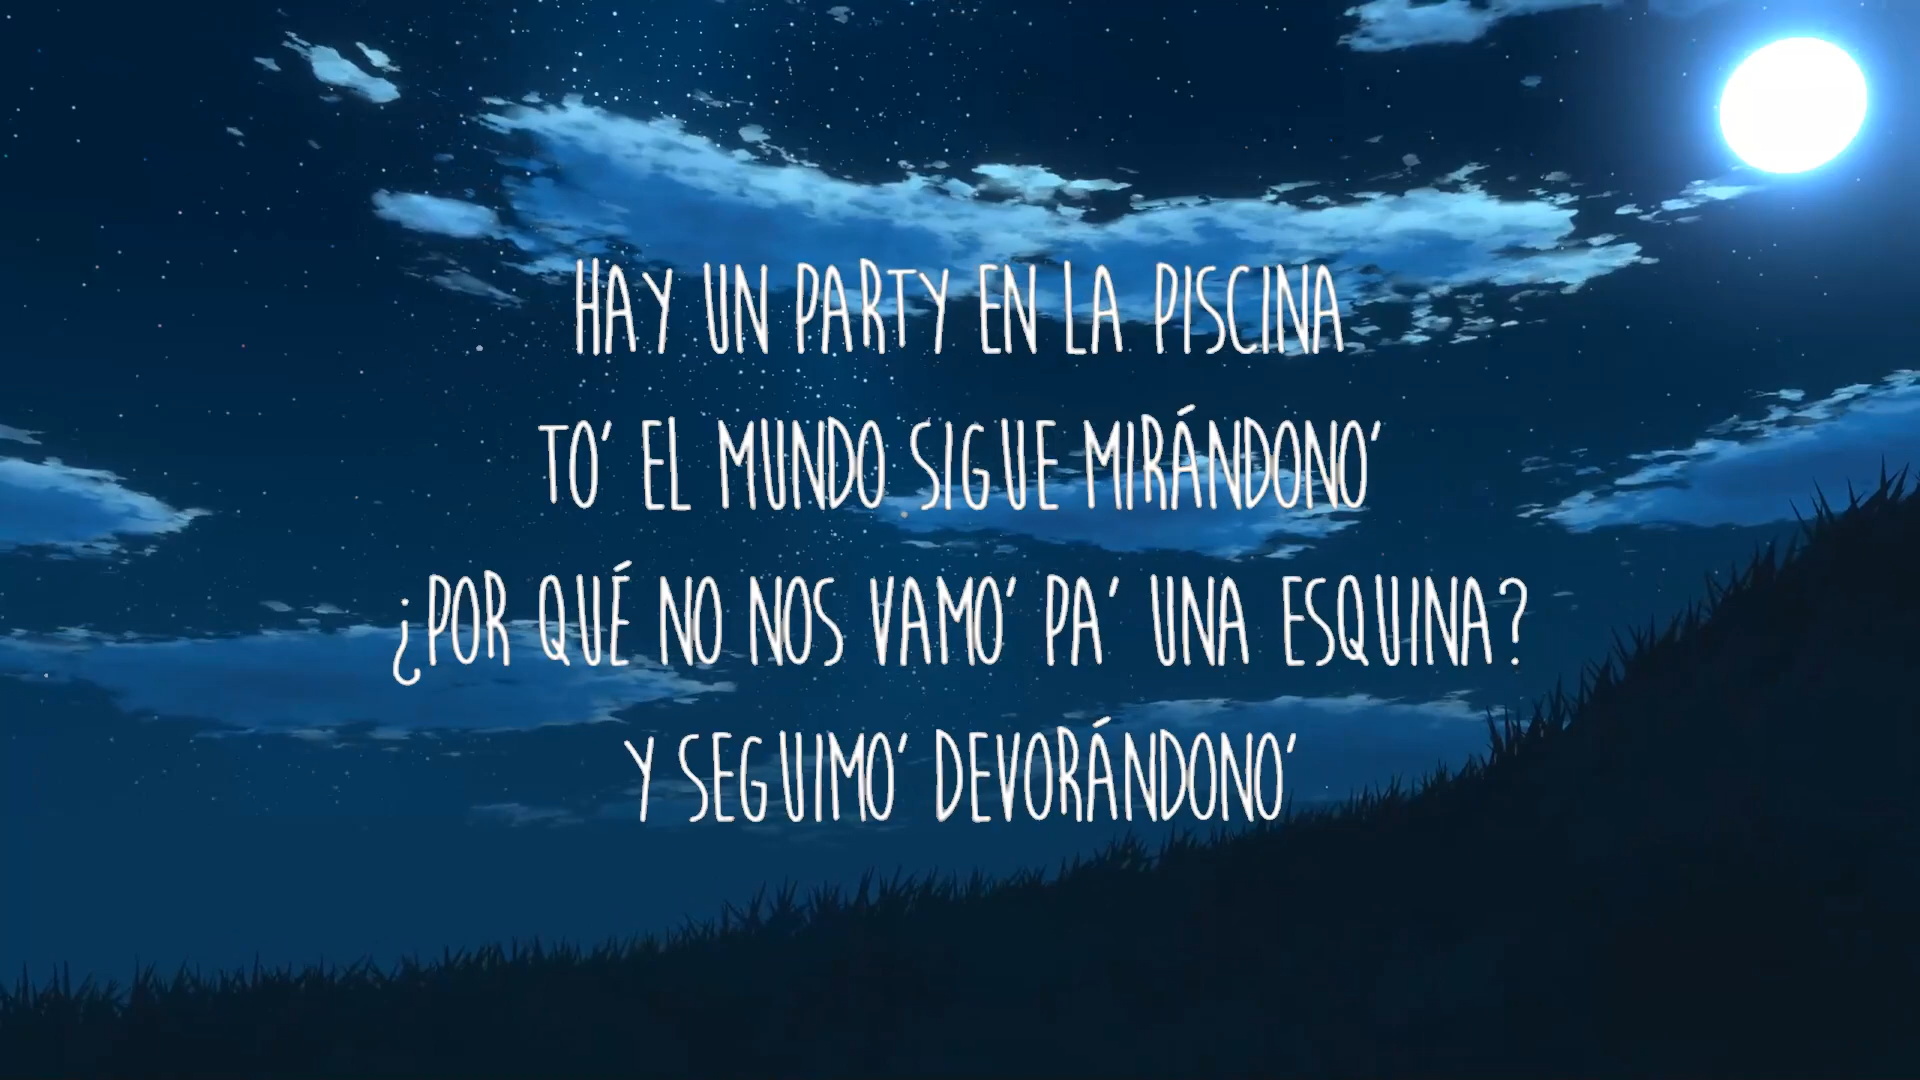 HAY UN PARTY EN LA PISCINA
TO' EL MUNDO SIGUE MIRÁNDONO'
¿POR QUÉ NO NOS VAMO' PA' UNA ESQUINA?
Y SEGUIMO' DEVORÁNDONO'